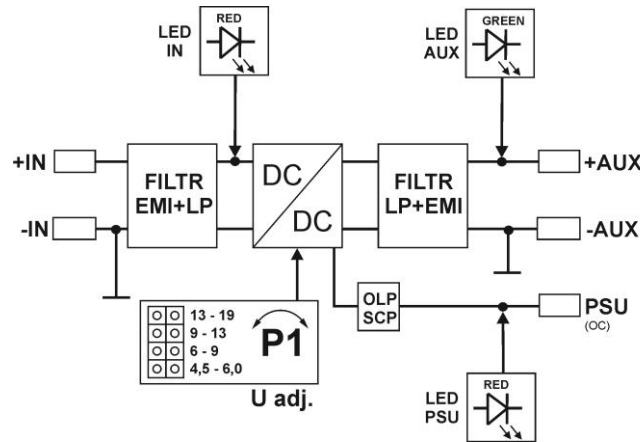 LED
IN
RED
LED
AUX
GREEN
+IN
-IN
FILTR
EMI+LP
DC
DC
FILTR
LP+EMI
+AUX
-AUX
13 - 19
9 - 13
6 - 9
4,5 - 6,0
P1
U adj.
OLP
SCP
PSU
(OC)
LED
PSU
RED